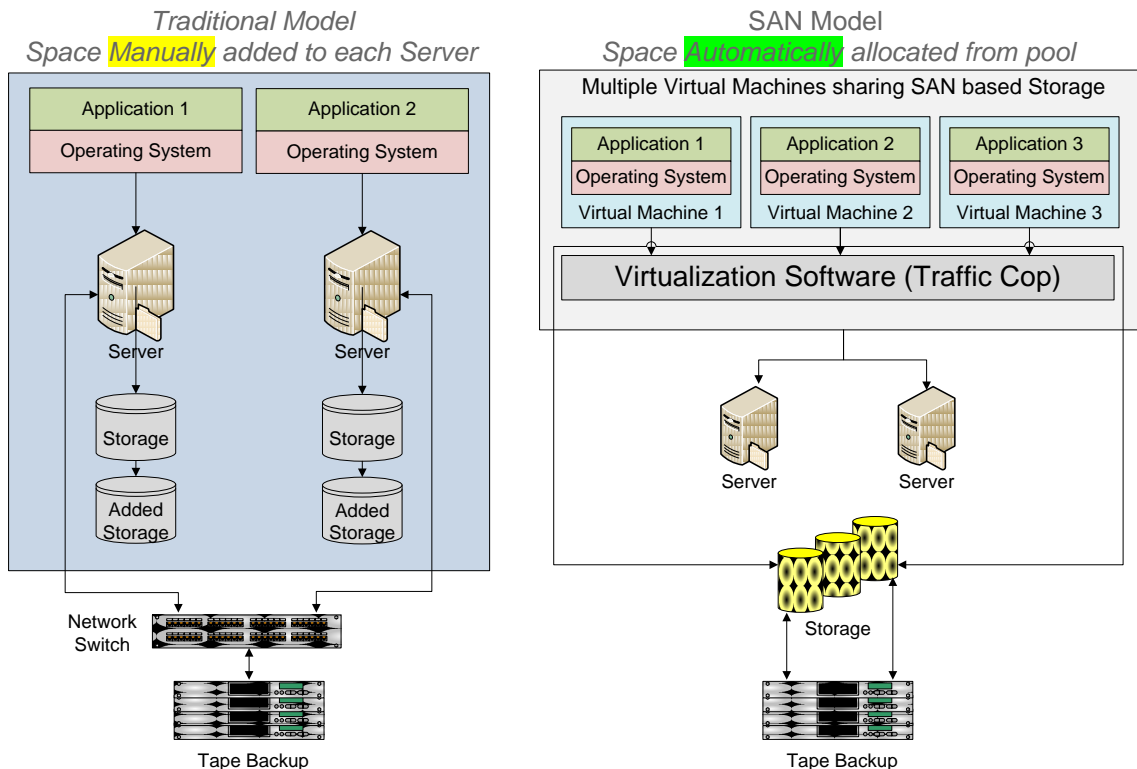 Traditional Model
Space Manually added to each Server
Application 1
Operating System
Application 2
Operating System
Server
Server
Storage
Storage
Added
Storage
Added
Storage
Network
Switch
Tape Backup
SAN Model
Space Automatically allocated from pool
Multiple Virtual Machines sharing SAN based Storage
Application 1
Operating System
Virtual Machine 1
Application 2
Operating System
Virtual Machine 2
Application 3
Operating System
Virtual Machine 3
Virtualization Software (Traffic Cop)
Server
Server
Storage
Tape Backup